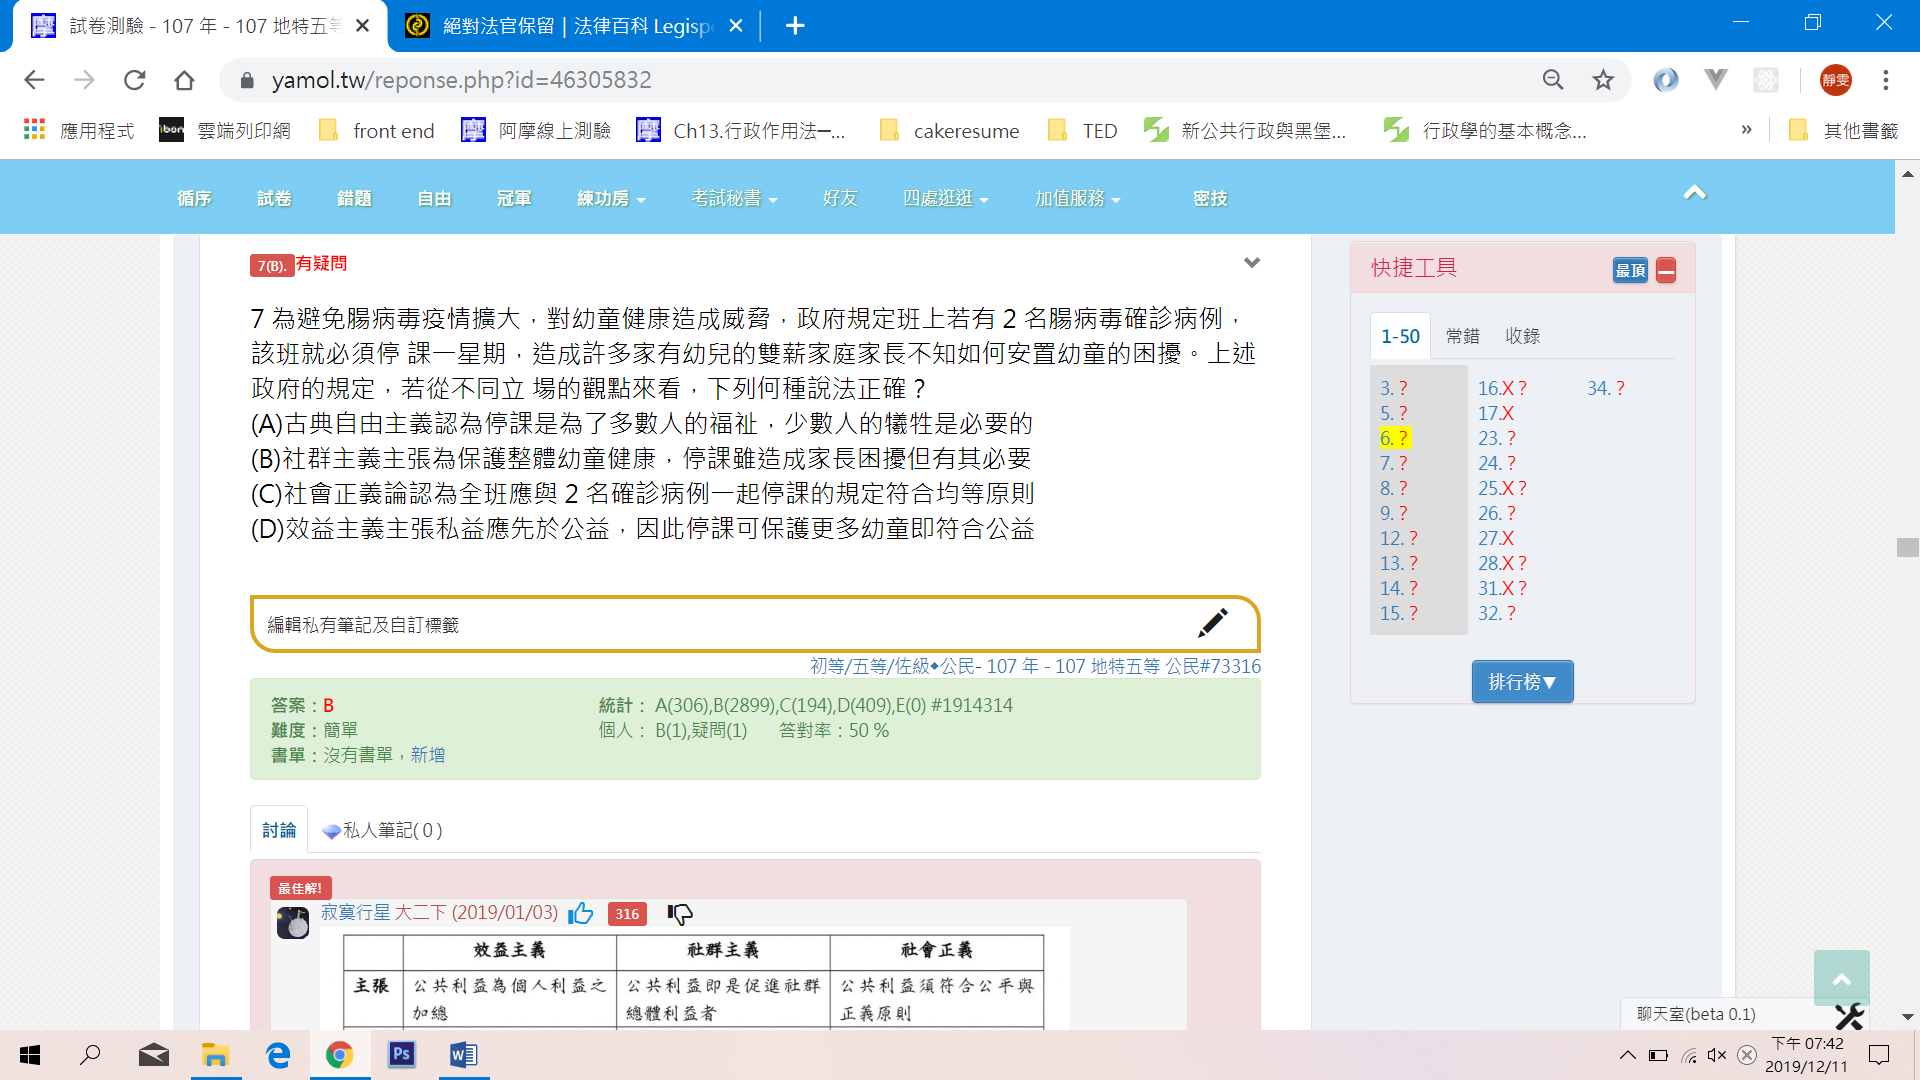 試卷測驗 - 107 年 - 107 地特五等
絕對法官保留 | 法律百科 Legispe
yamol.tw/reponse.php?id=46305832
靜雯
應用程式
ibon
雲端列印網
front end
摩
阿摩線上測驗
摩
Ch13.行政作用法─...
cakeresume
TED
新公共行政與黑堡...
行政學的基本概念...
»
其他書籤
循序
試卷
錯題
自由
冠軍
練功房
考試秘書
好友
四處逛逛
加值服務
密技
7(B).
有疑問
7 為避免腸病毒疫情擴大，對幼童健康造成威脅，政府規定班上若有 2 名腸病毒確診病例，
該班就必須停 課一星期，造成許多家有幼兒的雙薪家庭家長不知如何安置幼童的困擾。上述
政府的規定，若從不同立 場的觀點來看，下列何種說法正確？
(A)古典自由主義認為停課是為了多數人的福祉，少數人的犧牲是必要的
(B)社群主義主張為保護整體幼童健康，停課雖造成家長困擾但有其必要
(C)社會正義論認為全班應與 2 名確診病例一起停課的規定符合均等原則
(D)效益主義主張私益應先於公益，因此停課可保護更多幼童即符合公益
編輯私有筆記及自訂標籤
初等/五等/佐級◆公民- 107 年 - 107 地特五等 公民#73316
答案：B
難度：簡單
書單：沒有書單，新增
統計： A(306),B(2899),C(194),D(409),E(0) #1914314
個人： B(1),疑問(1) 答對率：50 %
討論
私人筆記( 0 )
最佳解!
寂寞行星 大二下 (2019/01/03)
316
效益主義 社群主義 社會正義
主張 公共利益為個人利益之 公共利益即是促進社群 公共利益須符合公平與
加總 總體利益者 正義原則
快捷工具
最頂
1-50
常錯
收錄
3. ? 16.X ? 34. ?
5. ? 17.X
6. ? 23. ?
7. ? 24. ?
8. ? 25.X ?
9. ? 26. ?
12. ? 27.X
13. ? 28.X ?
14. ? 31.X ?
15. ? 32. ?
排行榜▼
聊天室(beta 0.1)
Ps
下午 07:42
2019/12/11